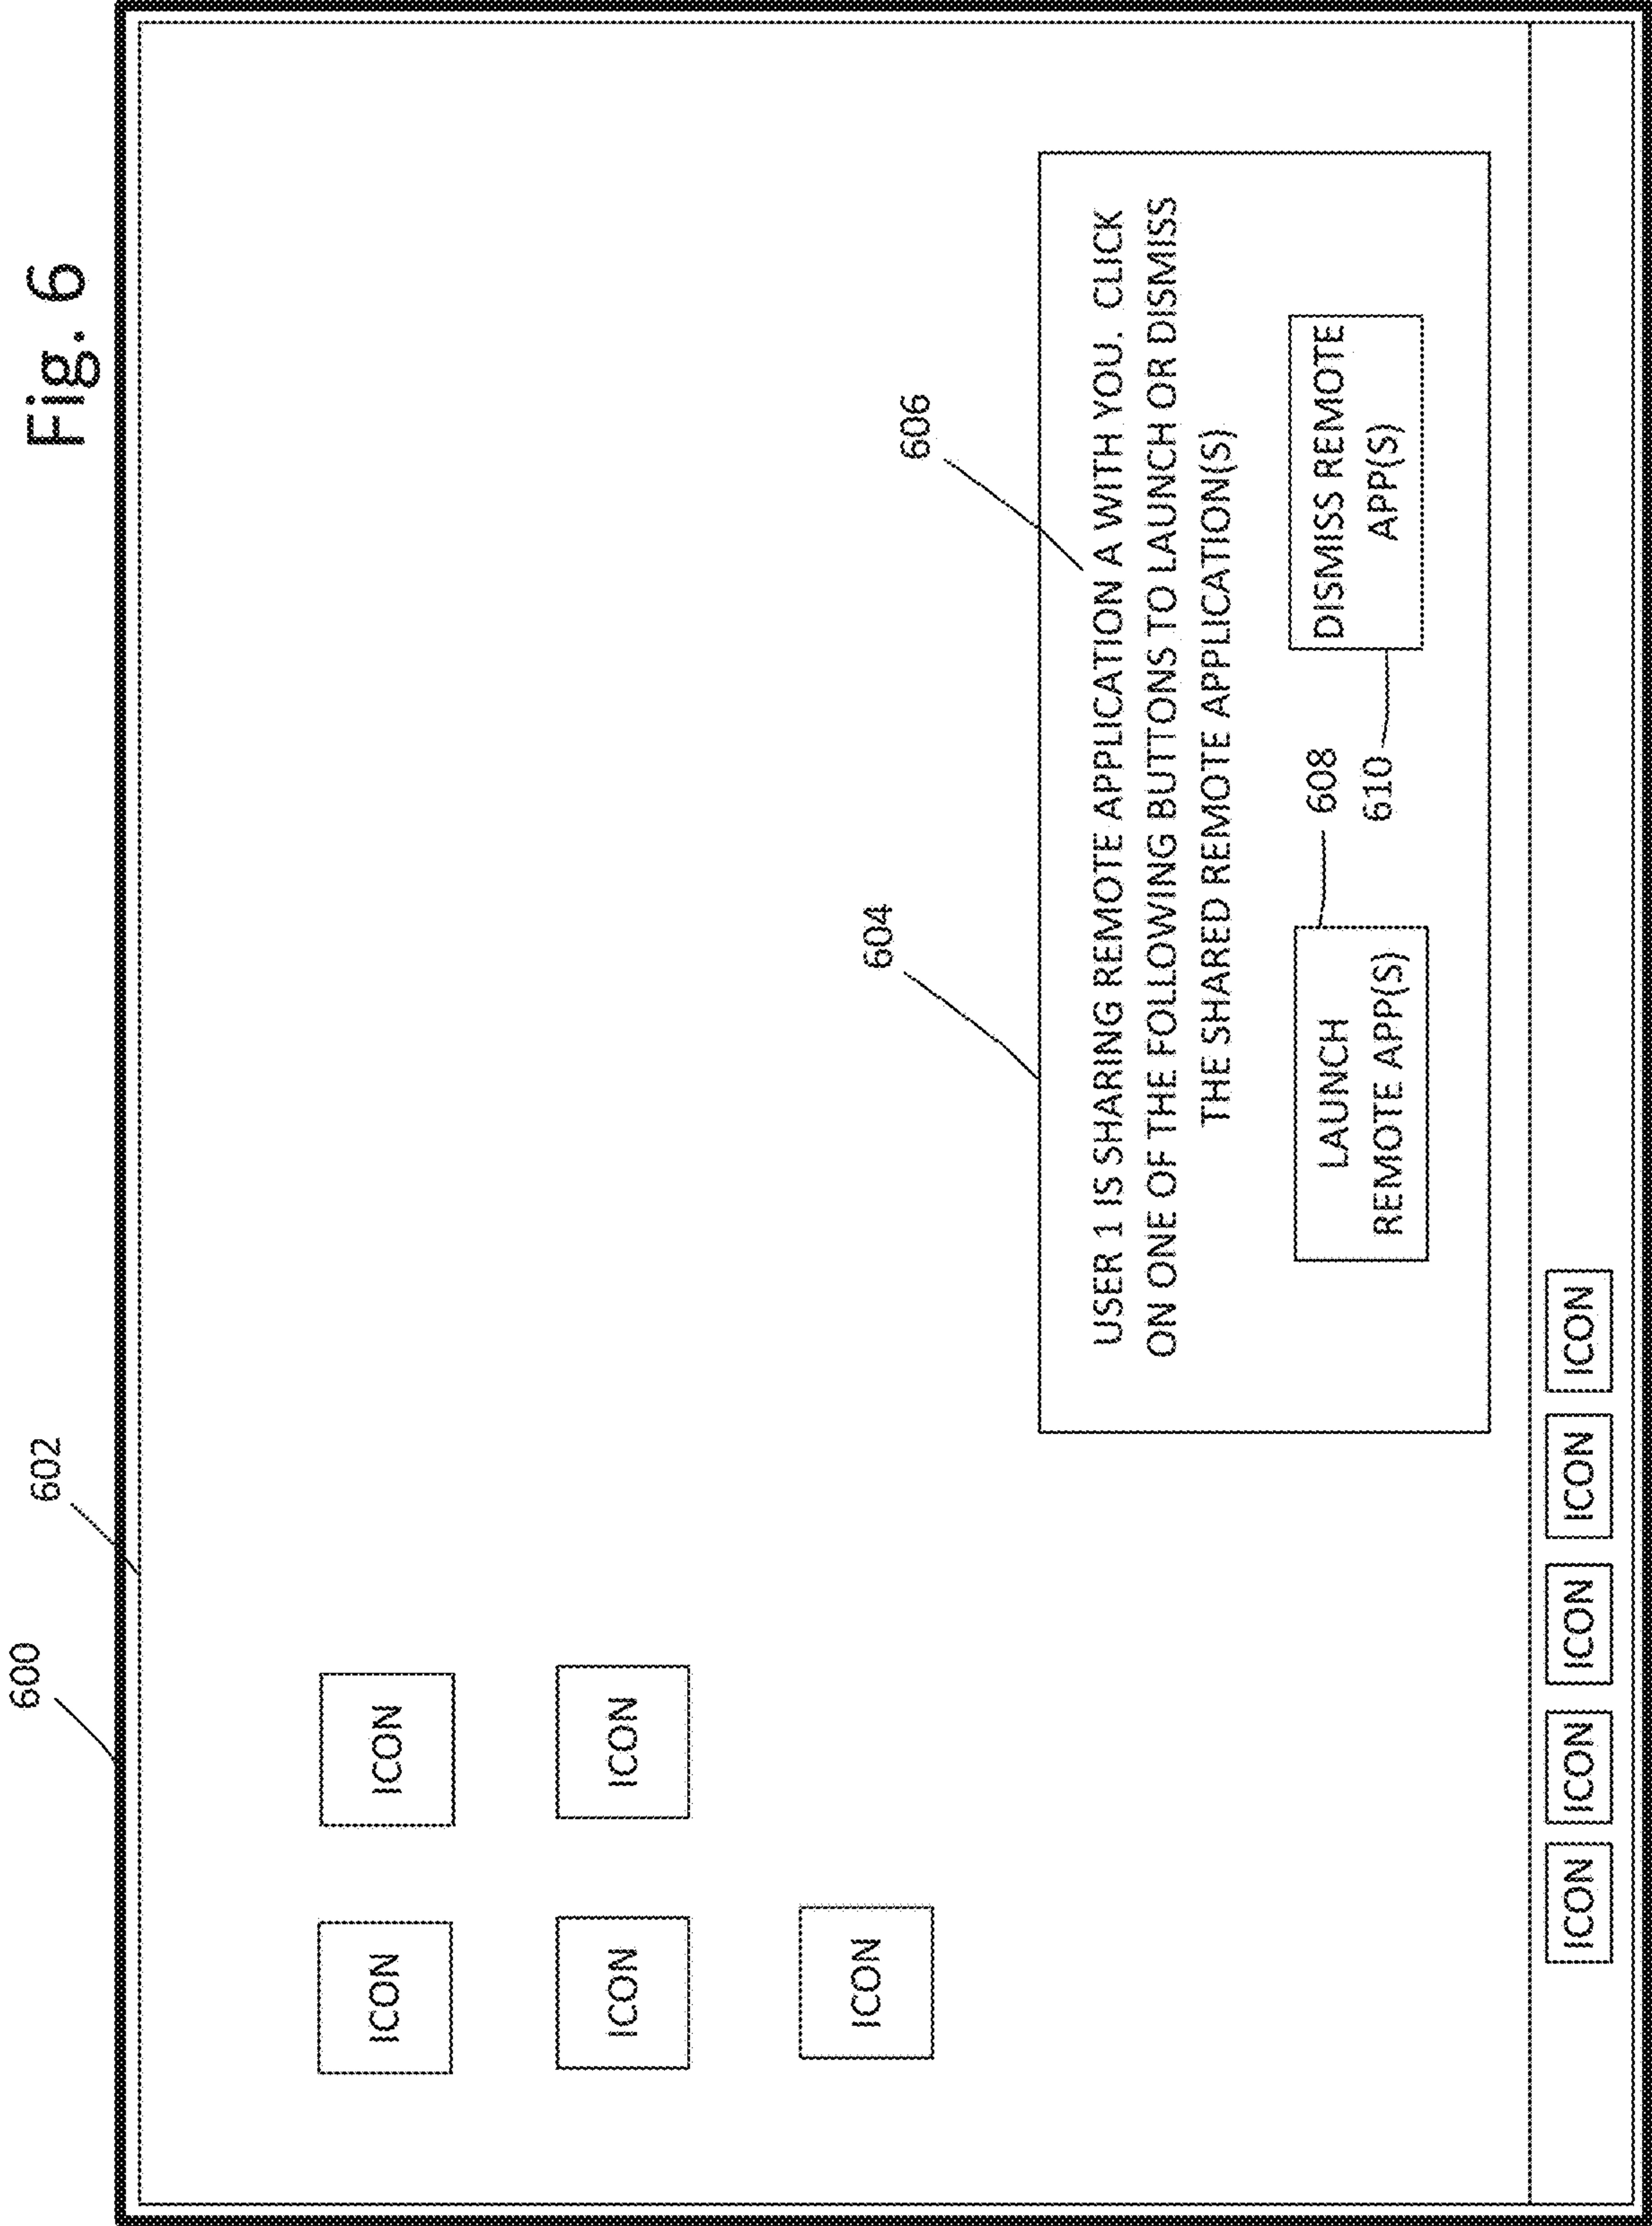 Fig. 6
600
602
ICON
ICON
ICON
ICON
ICON
604
606
USER 1 IS SHARING REMOTE APPLICATION A WITH YOU. CLICK
ON ONE OF THE FOLLOWING BUTTONS TO LAUNCH OR DISMISS
THE SHARED REMOTE APPLICATION(S)
LAUNCH
REMOTE APP(S)
608
610
DISMISS REMOTE
APP(S)
ICON
ICON
ICON
ICON
ICON